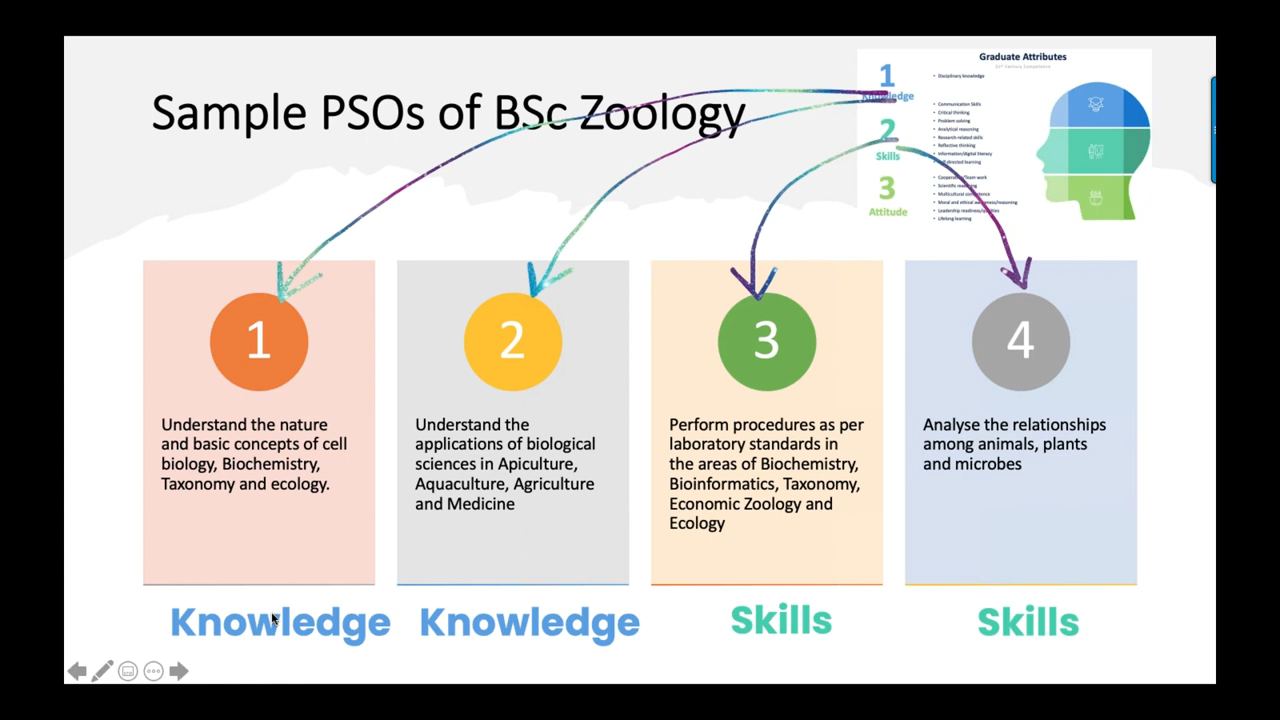 Sample PSOs of BSc Zoology
Graduate Attributes
21st Century Competence
1
Knowledge
• Disciplinary knowledge
2
Skills
• Communication Skills
• Critical thinking
• Problem solving
• Analytical reasoning
• Research-related skills
• Reflective thinking
• Information/digital literacy
directed learning
3
Attitude
• Cooperation/Team work
• Scientific reasoning
• Multicultural competence
• Moral and ethical awareness/reasoning
• Leadership readiness/qualities
• Lifelong learning
1
Understand the nature
and basic concepts of cell
biology, Biochemistry,
Taxonomy and ecology.
Knowledge
2
Understand the
applications of biological
sciences in Apiculture,
Aquaculture, Agriculture
and Medicine
Knowledge
3
Perform procedures as per
laboratory standards in
the areas of Biochemistry,
Bioinformatics, Taxonomy,
Economic Zoology and
Ecology
Skills
4
Analyse the relationships
among animals, plants
and microbes
Skills